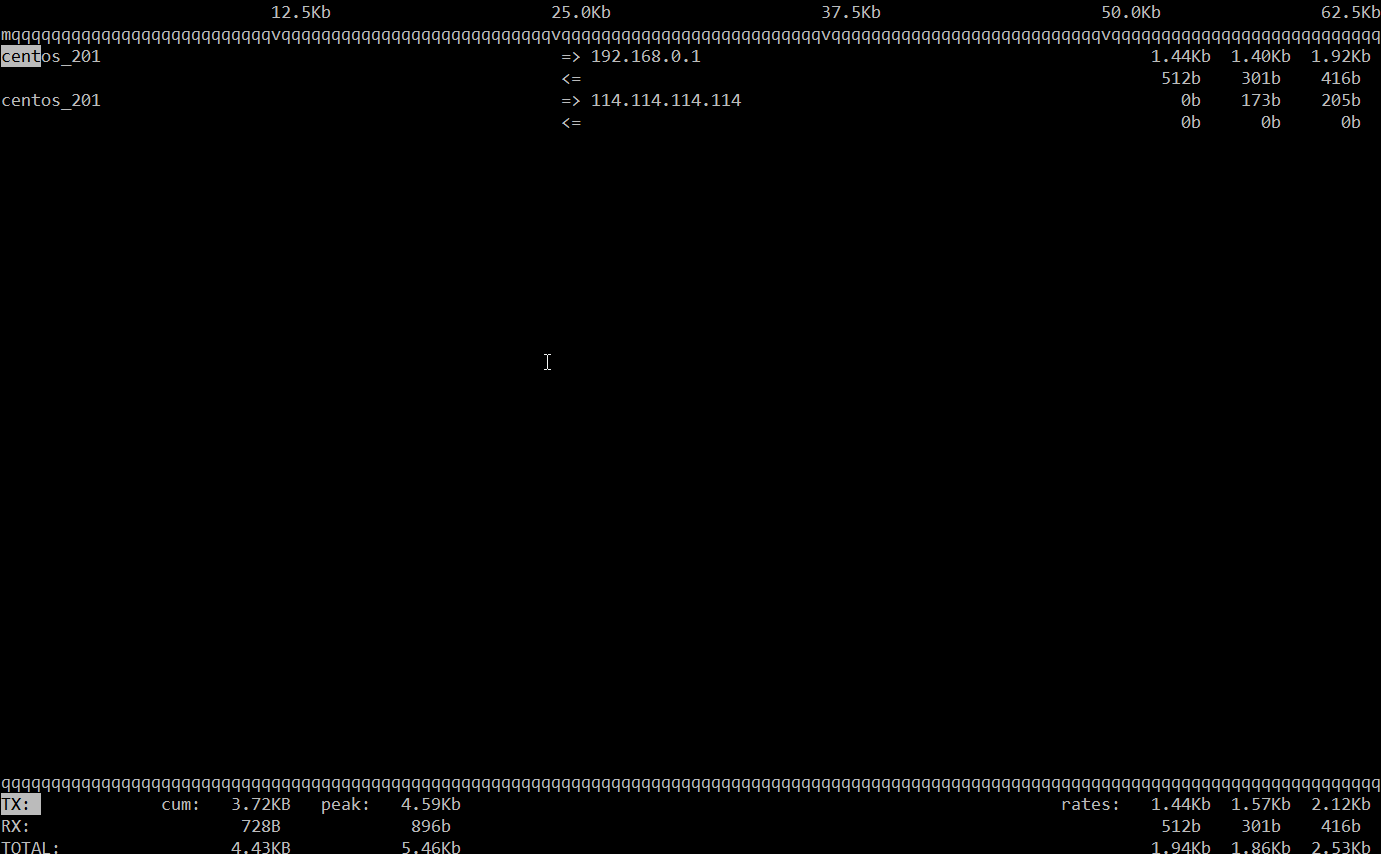 12.5Kb 25.0Kb 37.5Kb 50.0Kb 62.5Kb
mqqqqqqqqqqqqqqqqqqqqqqqqqqvqqqqqqqqqqqqqqqqqqqqqqqqqqqvqqqqqqqqqqqqqqqqqqqqqqqqqqvqqqqqqqqqqqqqqqqqqqqqqqqqqqvqqqqqqqqqqqqqqqqqqqqqqqqqqq
centos_201 => 192.168.0.1 1.44Kb 1.40Kb 1.92Kb
<= 512b 301b 416b
centos_201 => 114.114.114.114 0b 173b 205b
<= 0b 0b 0b
qqqqqqqqqqqqqqqqqqqqqqqqqqqqqqqqqqqqqqqqqqqqqqqqqqqqqqqqqqqqqqqqqqqqqqqqqqqqqqqqqqqqqqqqqqqqqqqqqqqqqqqqqqqqqqqqqqqqqqqqqqqqqqqqqqqqqqqqqq
TX: cum: 3.72KB peak: 4.59Kb rates: 1.44Kb 1.57Kb 2.12Kb
RX: 728B 896b 512b 301b 416b
TOTAL: 4.43KB 5.46Kb 1.94Kb 1.86Kb 2.53Kb